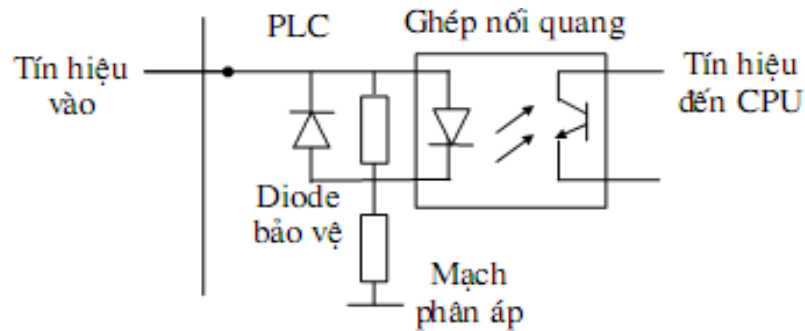 PLC
Ghép nối quang
Tín hiệu
vào
Tín hiệu
đến CPU
Diode
bảo vệ
Mạch
phân áp